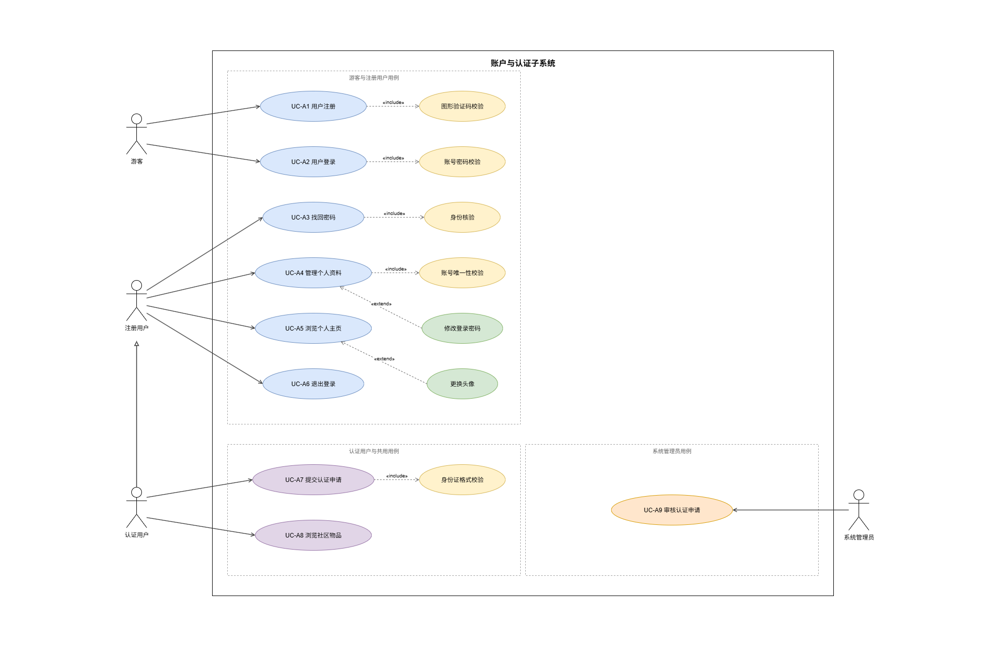 账户与认证子系统
游客与注册用户用例
UC-A1 用户注册
«include»
图形验证码校验
游客
UC-A2 用户登录
«include»
账号密码校验
UC-A3 找回密码
«include»
身份核验
注册用户
UC-A4 管理个人资料
«include»
账号唯一性校验
«extend»
UC-A5 浏览个人主页
修改登录密码
«extend»
UC-A6 退出登录
更换头像
认证用户与共用用例
UC-A7 提交认证申请
«include»
身份证格式校验
认证用户
UC-A8 浏览社区物品
系统管理员用例
UC-A9 审核认证申请
系统管理员